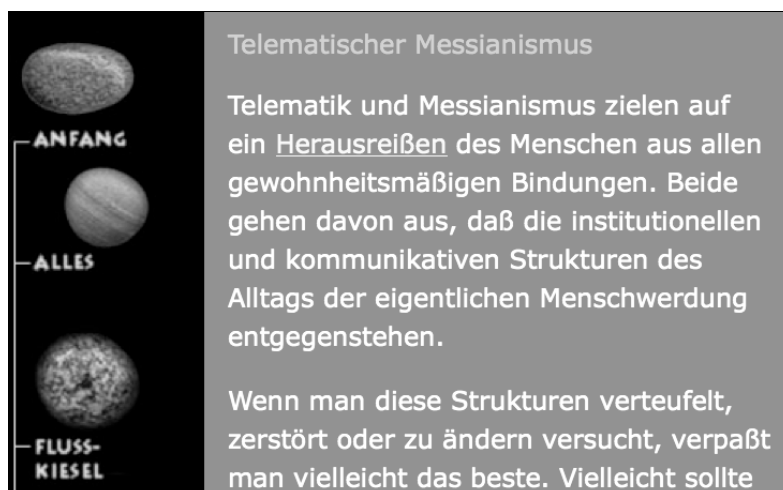 ANFANG
ALLES
FLUSS-
KIESEL
Telematischer Messianismus
Telematik und Messianismus zielen auf
ein Herausreißen des Menschen aus allen
gewohnheitsmäßigen Bindungen. Beide
gehen davon aus, daß die institutionellen
und kommunikativen Strukturen des
Alltags der eigentlichen Menschwerdung
entgegenstehen.
Wenn man diese Strukturen verteufelt,
zerstört oder zu ändern versucht, verpaßt
man vielleicht das beste. Vielleicht sollte